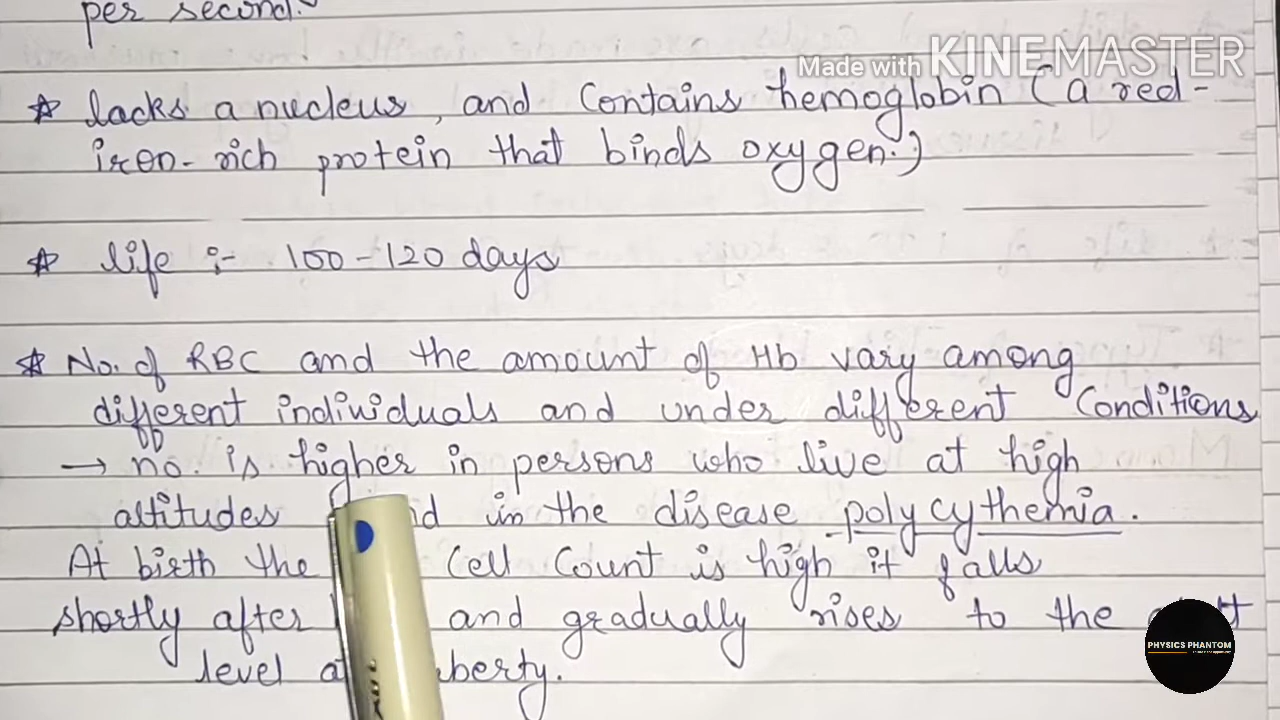 per second.
Made with KINEMASTER
* lacks a nucleus, and Contains hemoglobin (a red-
iron-rich protein that binds oxygen.)
* life :- 100-120 days
* No. of RBC and the amount of Hb vary among
different individuals and under different Conditions
→ no. is higher in persons who live at high
altitudes in the disease polycythemia.
At birth the Cell Count is high it falls
shortly after and gradually rises to the
level
PHYSICS PHANTOM